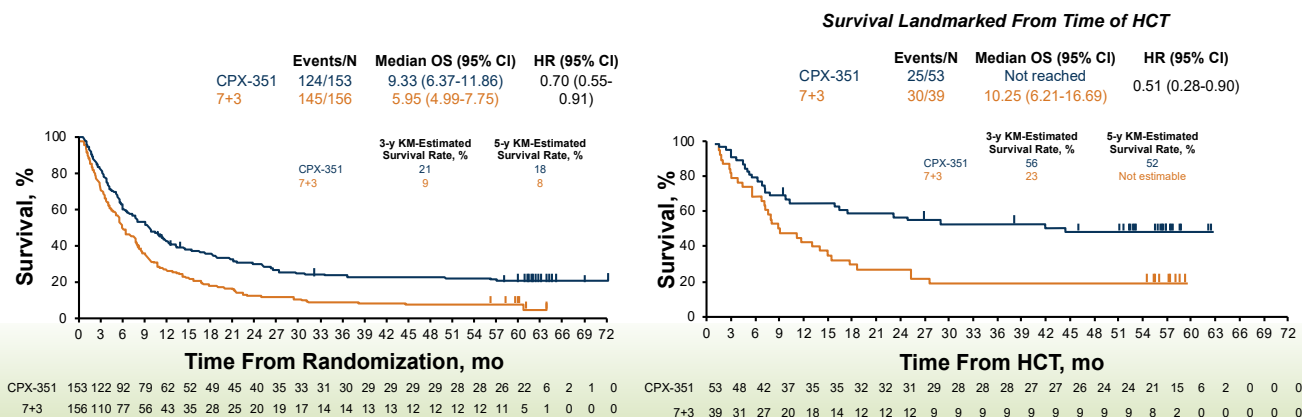 Events/N Median OS (95% CI) HR (95% CI)
CPX-351 124/153 9.33 (6.37-11.86) 0.70 (0.55-
0.91)
7+3 145/156 5.95 (4.99-7.75)
3-y KM-Estimated Survival Rate, % 5-y KM-Estimated Survival Rate, %
CPX-351 21 18
7+3 9 8
Survival, %
100
80
60
40
20
0
0 3 6 9 12 15 18 21 24 27 30 33 36 39 42 45 48 51 54 57 60 63 66 69 72
Time From Randomization, mo
CPX-351 153 122 92 79 62 52 49 45 40 35 33 31 30 29 29 29 29 28 28 26 22 6 2 1 0
7+3 156 110 77 56 43 35 28 25 20 19 17 14 14 13 13 12 12 12 12 11 5 1 0 0 0
Survival Landmarked From Time of HCT
Events/N Median OS (95% CI) HR (95% CI)
CPX-351 25/53 Not reached
0.51 (0.28-0.90)
7+3 30/39 10.25 (6.21-16.69)
3-y KM-Estimated Survival Rate, % 5-y KM-Estimated Survival Rate, %
CPX-351 56 52
7+3 23 Not estimable
Survival, %
100
80
60
40
20
0
0 3 6 9 12 15 18 21 24 27 30 33 36 39 42 45 48 51 54 57 60 63 66 69 72
Time From HCT, mo
CPX-351 53 48 42 37 35 35 32 32 31 29 28 28 28 27 27 26 24 24 21 15 6 2 0 0 0
7+3 39 31 27 20 18 14 12 12 12 9 9 9 9 9 9 9 9 9 8 2 0 0 0 0 0